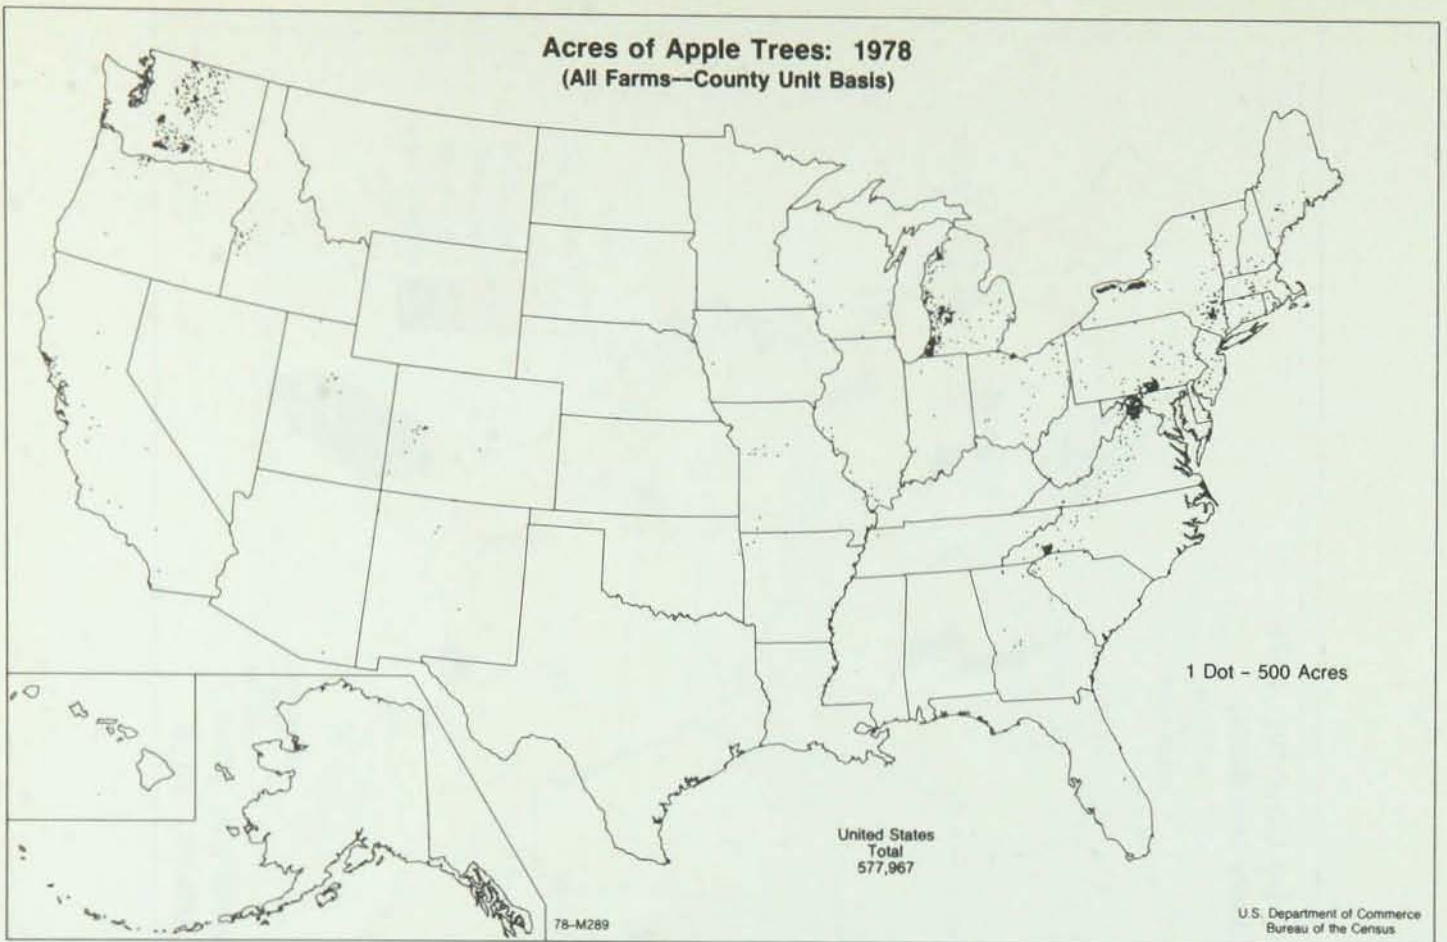 Acres of Apple Trees: 1978
(All Farms—County Unit Basis)
1 Dot – 500 Acres
United States
Total
577,967
78–M289
U.S. Department of Commerce
Bureau of the Census